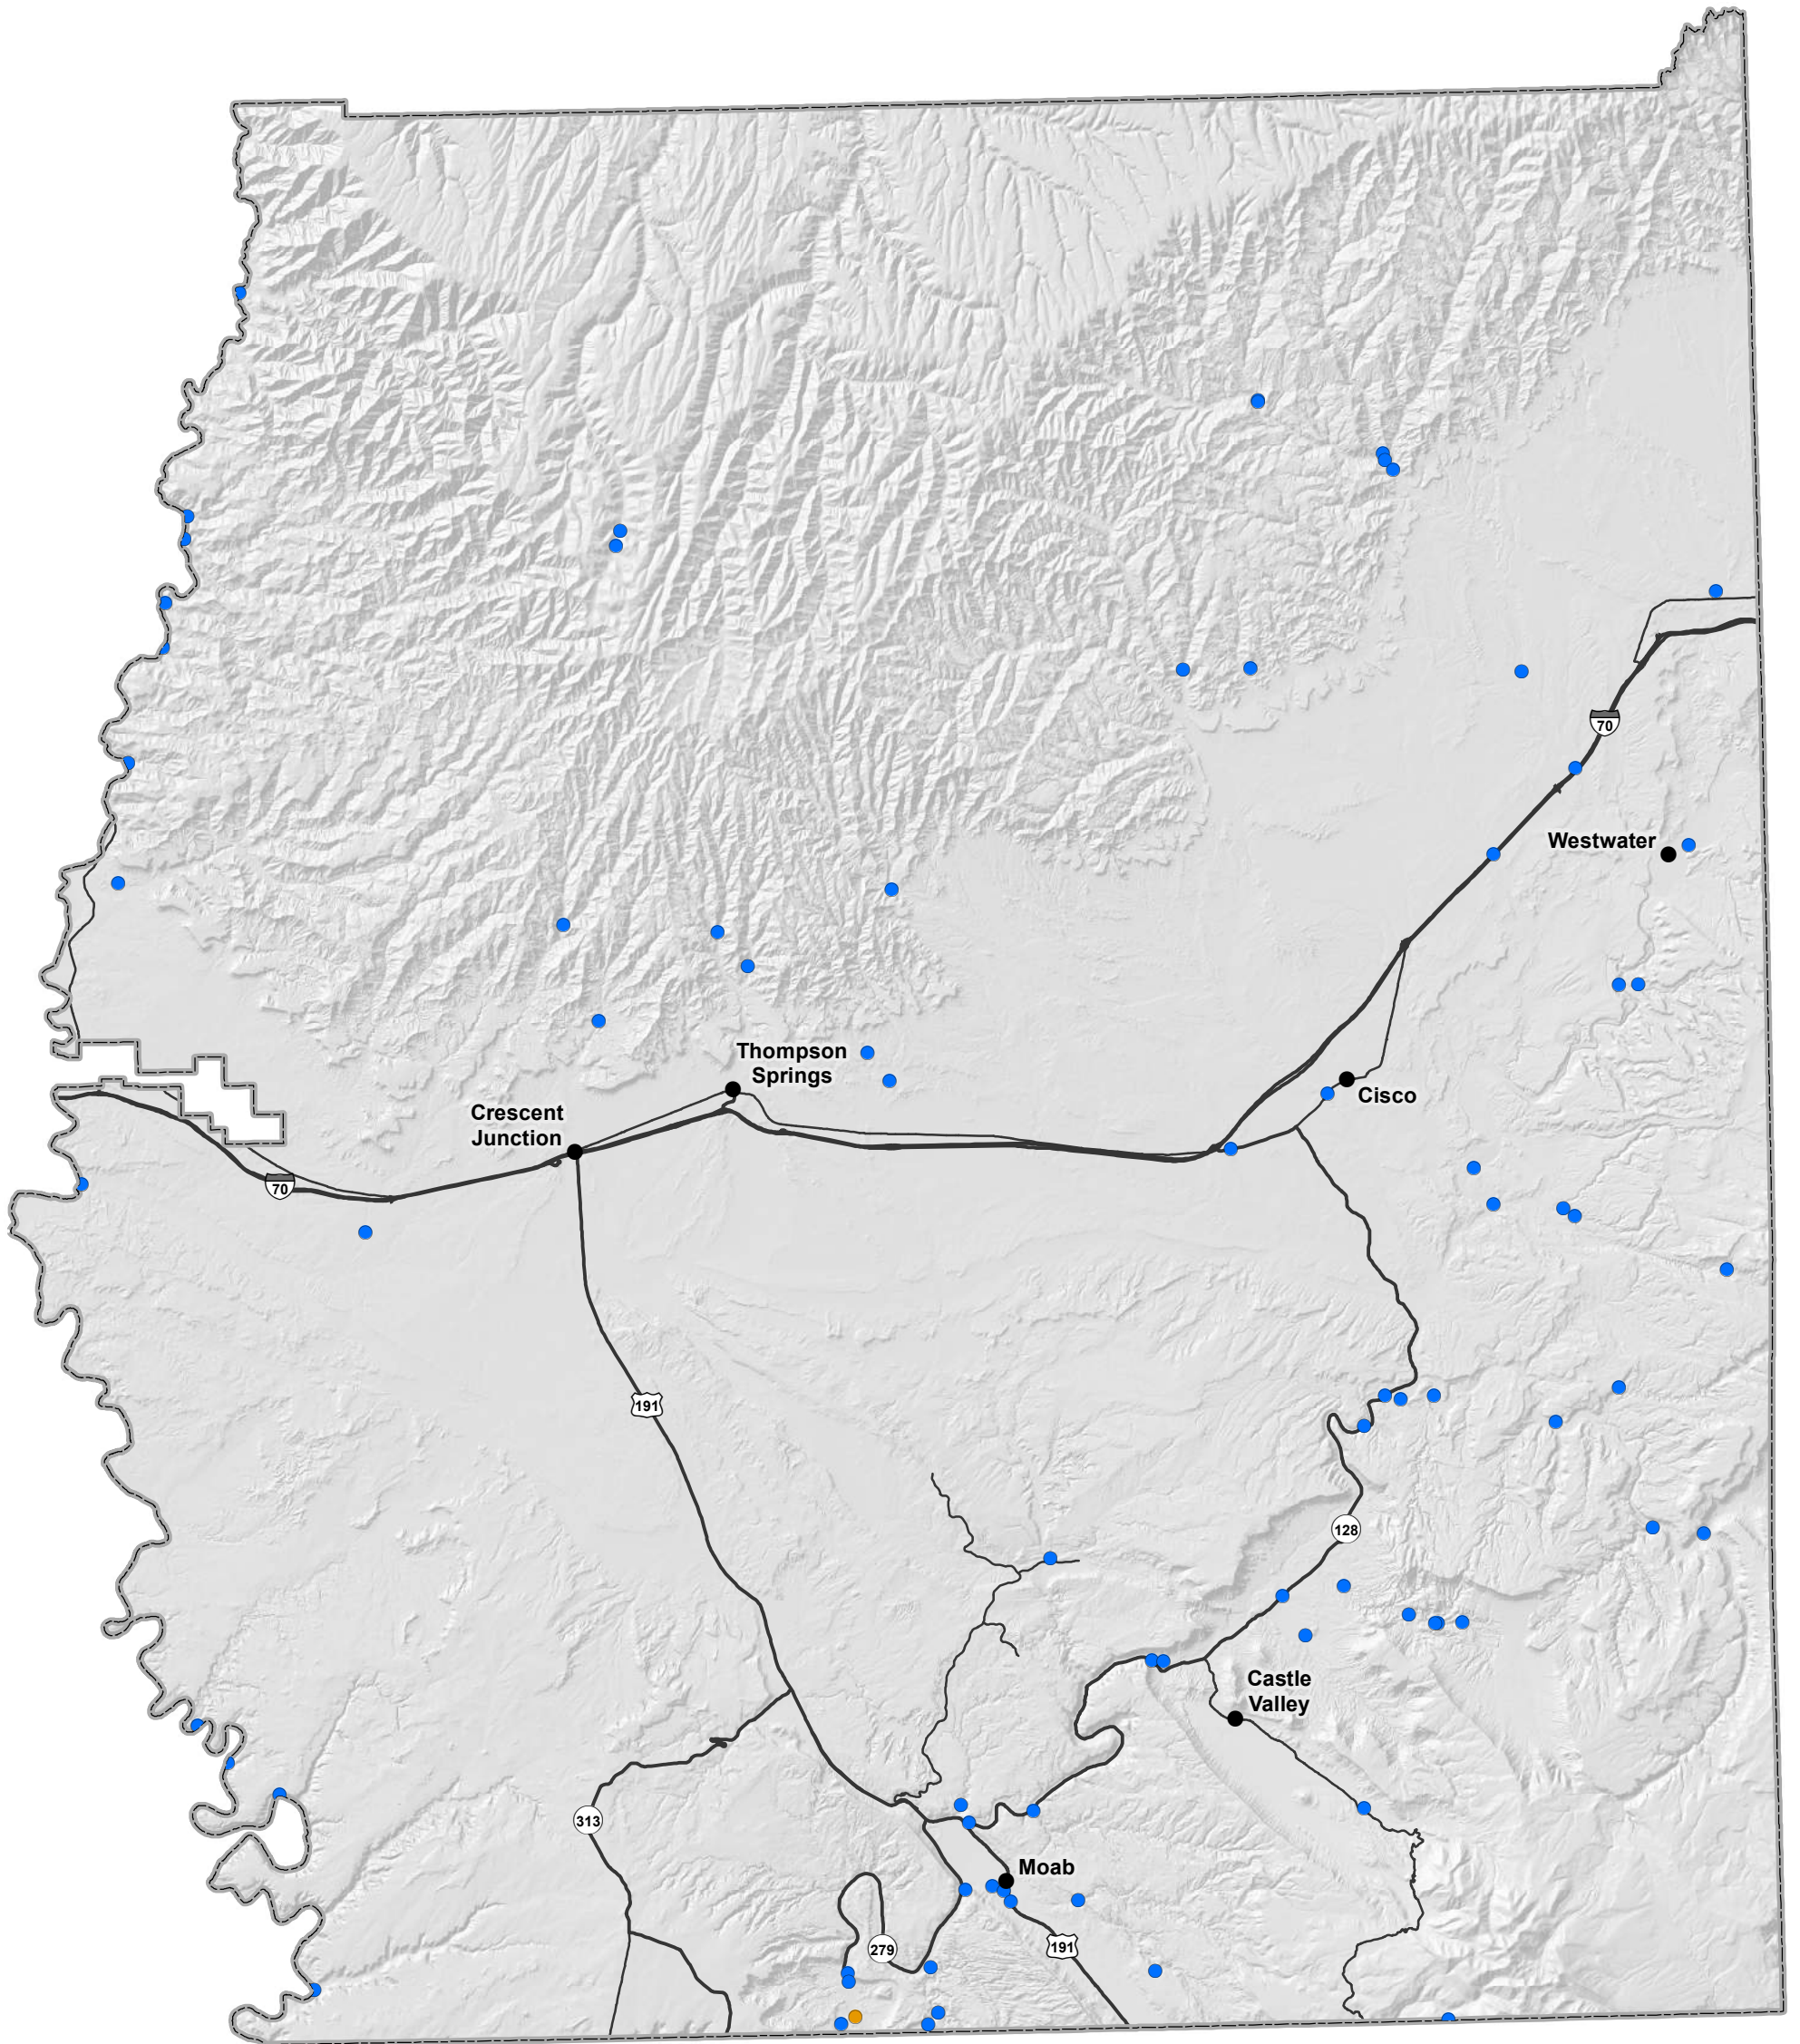 70
Westwater
Thompson
Springs
Crescent
Junction
Cisco
70
191
128
Castle
Valley
313
Moab
279
191